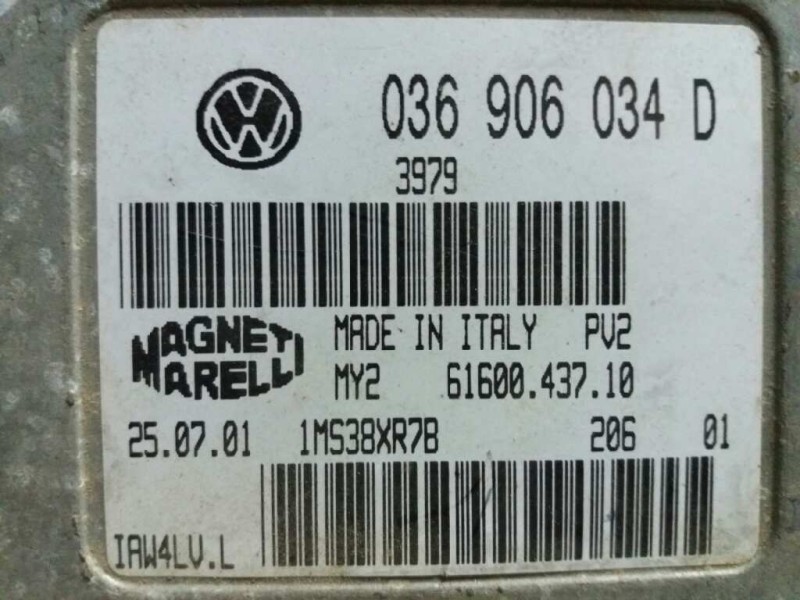 036 906 034 D
3979
MAGNETI MARELLI
MADE IN ITALY PV2
MY2 61600.437.10
25.07.01 1MS38XR7B 206 01
IAW4LV.L